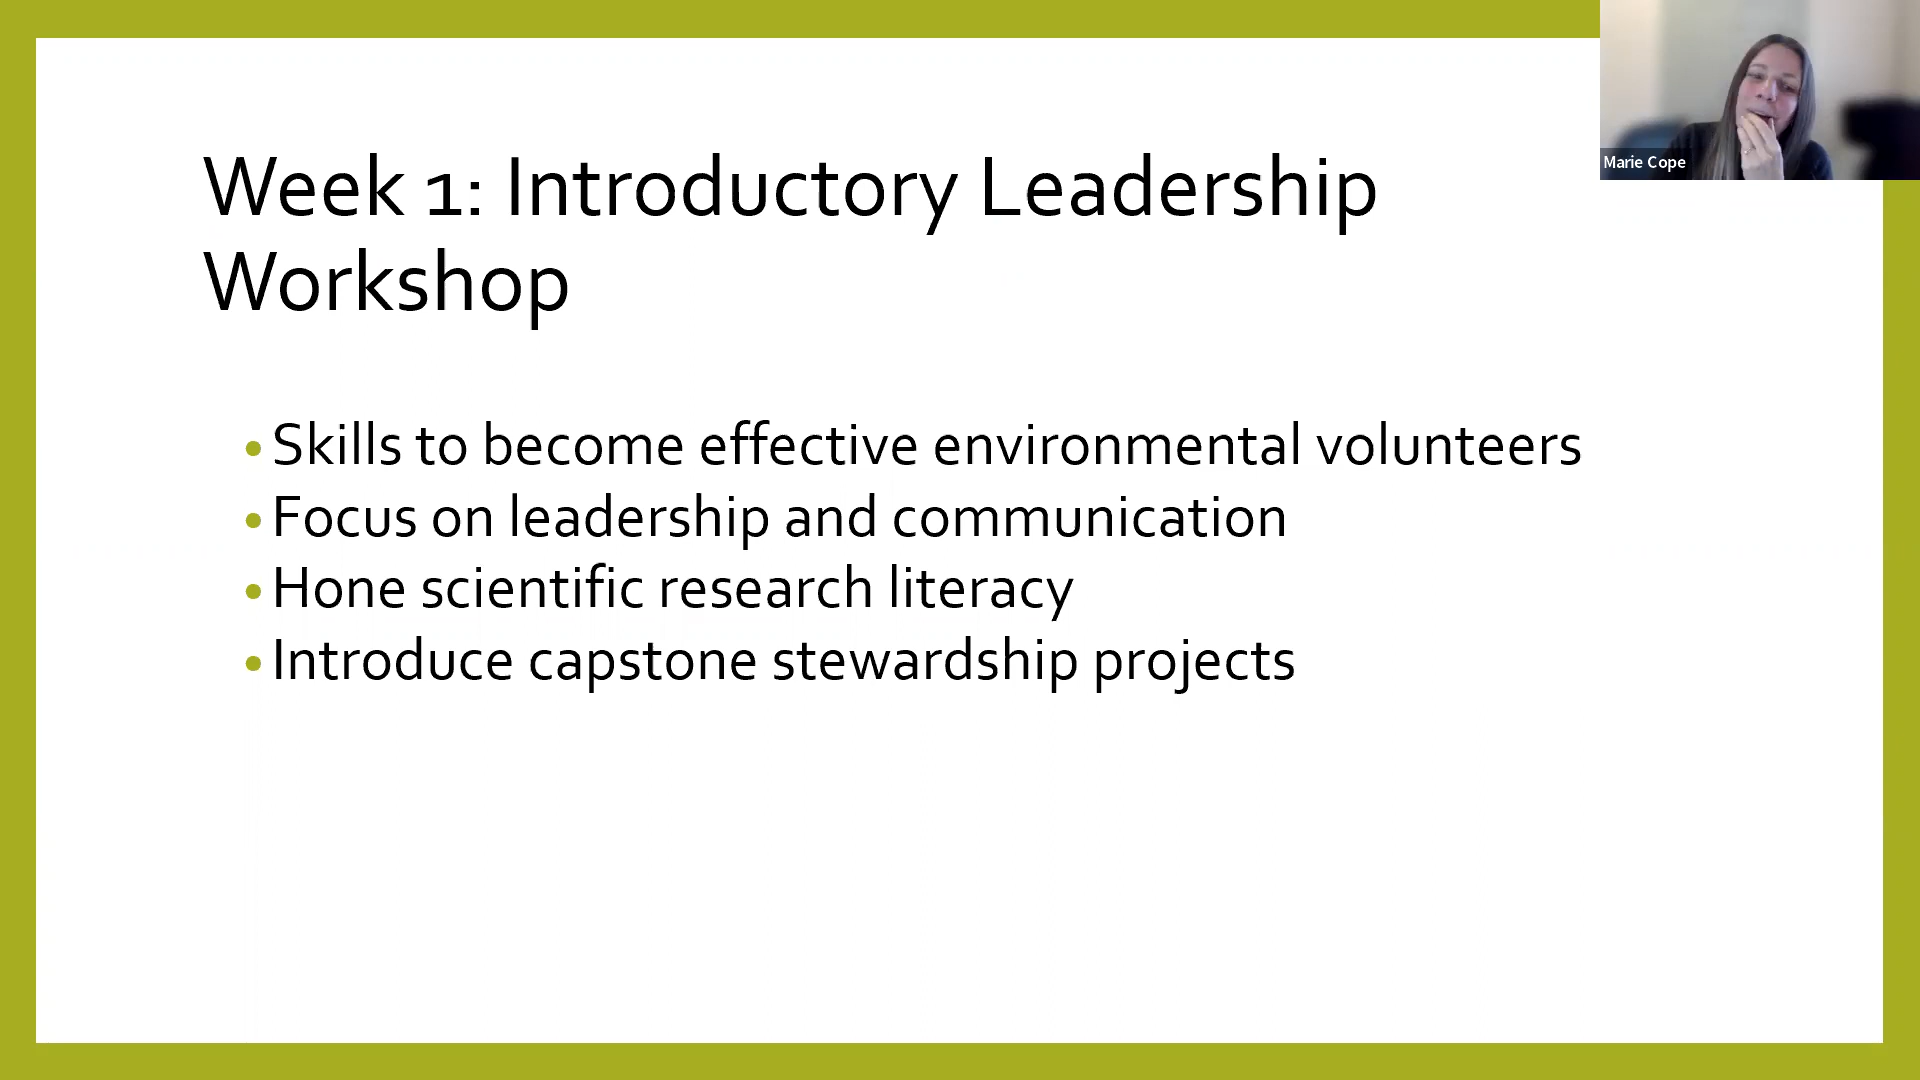 Week 1: Introductory Leadership
Workshop
• Skills to become effective environmental volunteers
• Focus on leadership and communication
• Hone scientific research literacy
• Introduce capstone stewardship projects
Marie Cope